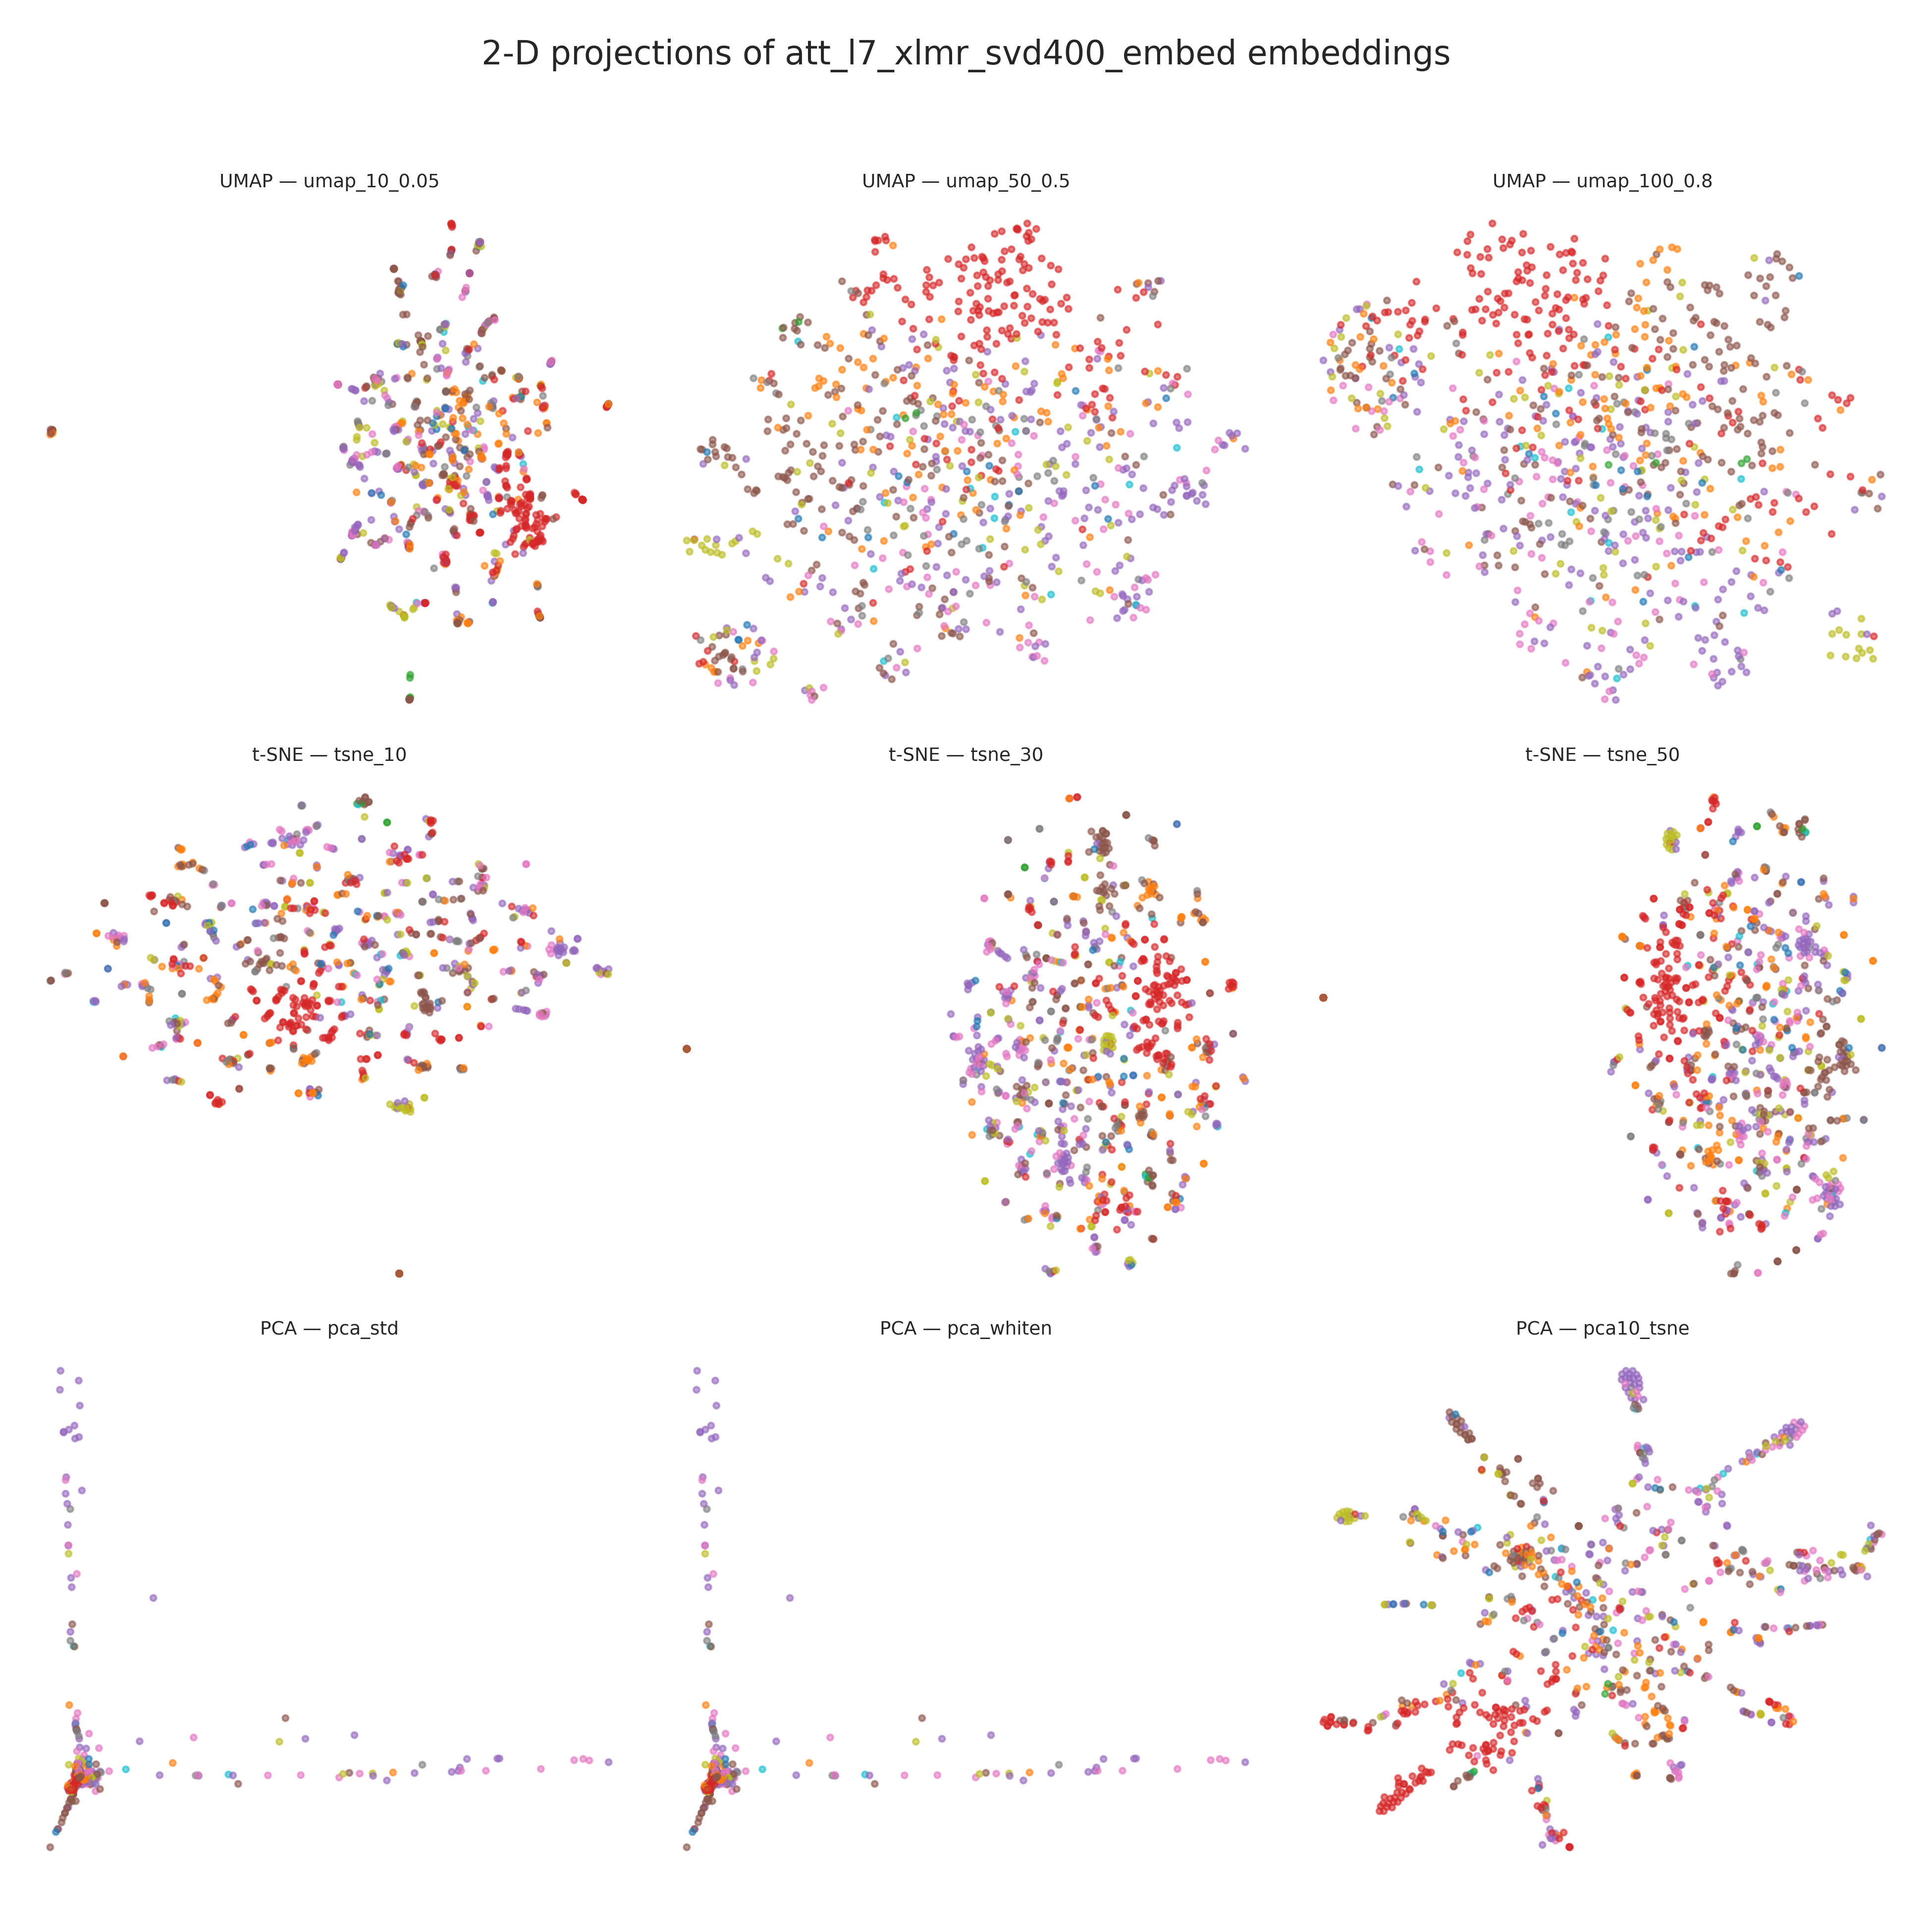 2-D projections of att_l7_xlmr_svd400_embed embeddings
UMAP — umap_10_0.05
UMAP — umap_50_0.5
UMAP — umap_100_0.8
t-SNE — tsne_10
t-SNE — tsne_30
t-SNE — tsne_50
PCA — pca_std
PCA — pca_whiten
PCA — pca10_tsne